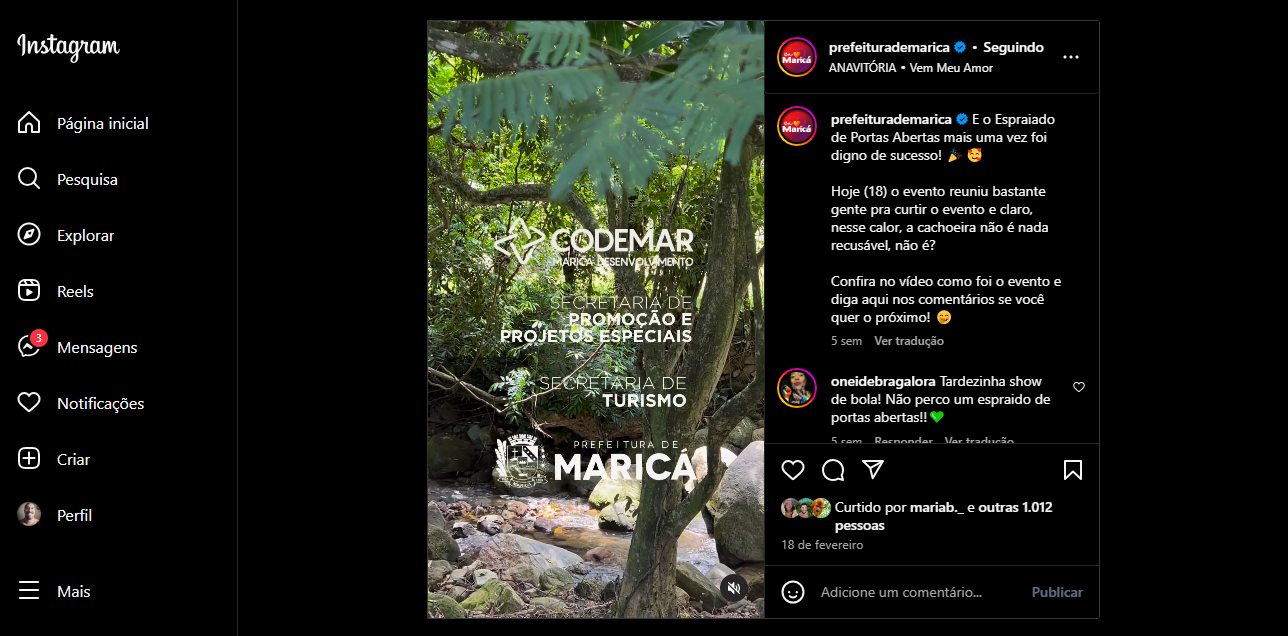 Instagram
Página inicial
Pesquisa
Explorar
Reels
3
Mensagens
Notificações
Criar
Perfil
Mais
CODEMAR
MARICÁ DESENVOLVIMENTO
SECRETARIA DE
PROMOÇÃO E
PROJETOS ESPECIAIS
SECRETARIA DE
TURISMO
PREFEITURA DE
MARICÁ
Maricá
prefeiturademarica • Seguindo
ANAVITÓRIA • Vem Meu Amor
Maricá
prefeiturademarica E o Espraiado
de Portas Abertas mais uma vez foi
digno de sucesso! 🎉 🥰
Hoje (18) o evento reuniu bastante
gente pra curtir o evento e claro,
nesse calor, a cachoeira não é nada
recusável, não é?
Confira no vídeo como foi o evento e
diga aqui nos comentários se você
quer o próximo! 😄
5 sem Ver tradução
oneidebragalora Tardezinha show
de bola! Não perco um espraido de
portas abertas!!💚
5 sem Responder Ver tradução
Curtido por mariab._ e outras 1.012
pessoas
18 de fevereiro
Adicione um comentário...
Publicar